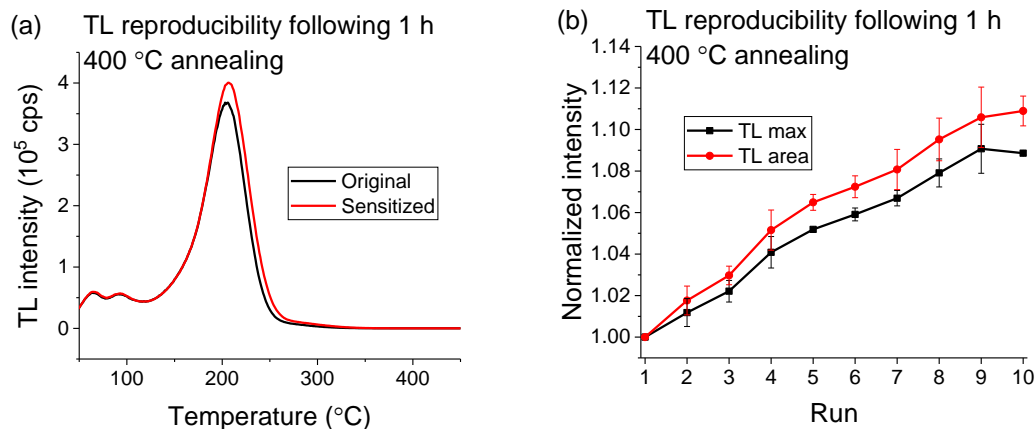 (a)
TL reproducibility following 1 h
400 °C annealing
TL intensity (10⁵ cps)
4
3
2
1
0
Original
Sensitized
100
200
300
400
Temperature (°C)
(b)
TL reproducibility following 1 h
400 °C annealing
Normalized intensity
1.14
1.12
1.10
1.08
1.06
1.04
1.02
1.00
TL max
TL area
1 2 3 4 5 6 7 8 9 10
Run